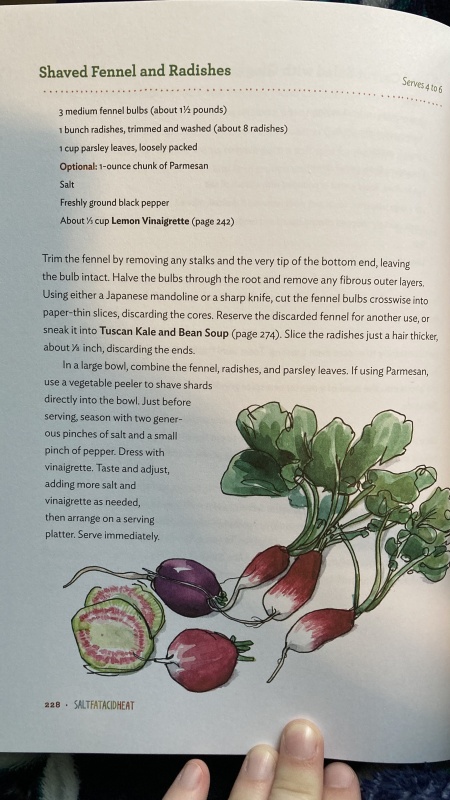 Shaved Fennel and Radishes
Serves 4 to 6
3 medium fennel bulbs (about 1½ pounds)
1 bunch radishes, trimmed and washed (about 8 radishes)
1 cup parsley leaves, loosely packed
Optional: 1-ounce chunk of Parmesan
Salt
Freshly ground black pepper
About ⅓ cup Lemon Vinaigrette (page 242)
Trim the fennel by removing any stalks and the very tip of the bottom end, leaving
the bulb intact. Halve the bulbs through the root and remove any fibrous outer layers.
Using either a Japanese mandoline or a sharp knife, cut the fennel bulbs crosswise into
paper-thin slices, discarding the cores. Reserve the discarded fennel for another use, or
sneak it into Tuscan Kale and Bean Soup (page 274). Slice the radishes just a hair thicker,
about ⅛ inch, discarding the ends.
In a large bowl, combine the fennel, radishes, and parsley leaves. If using Parmesan,
use a vegetable peeler to shave shards
directly into the bowl. Just before
serving, season with two gener-
ous pinches of salt and a small
pinch of pepper. Dress with
vinaigrette. Taste and adjust,
adding more salt and
vinaigrette as needed,
then arrange on a serving
platter. Serve immediately.
228 · SALTFATACIDHEAT